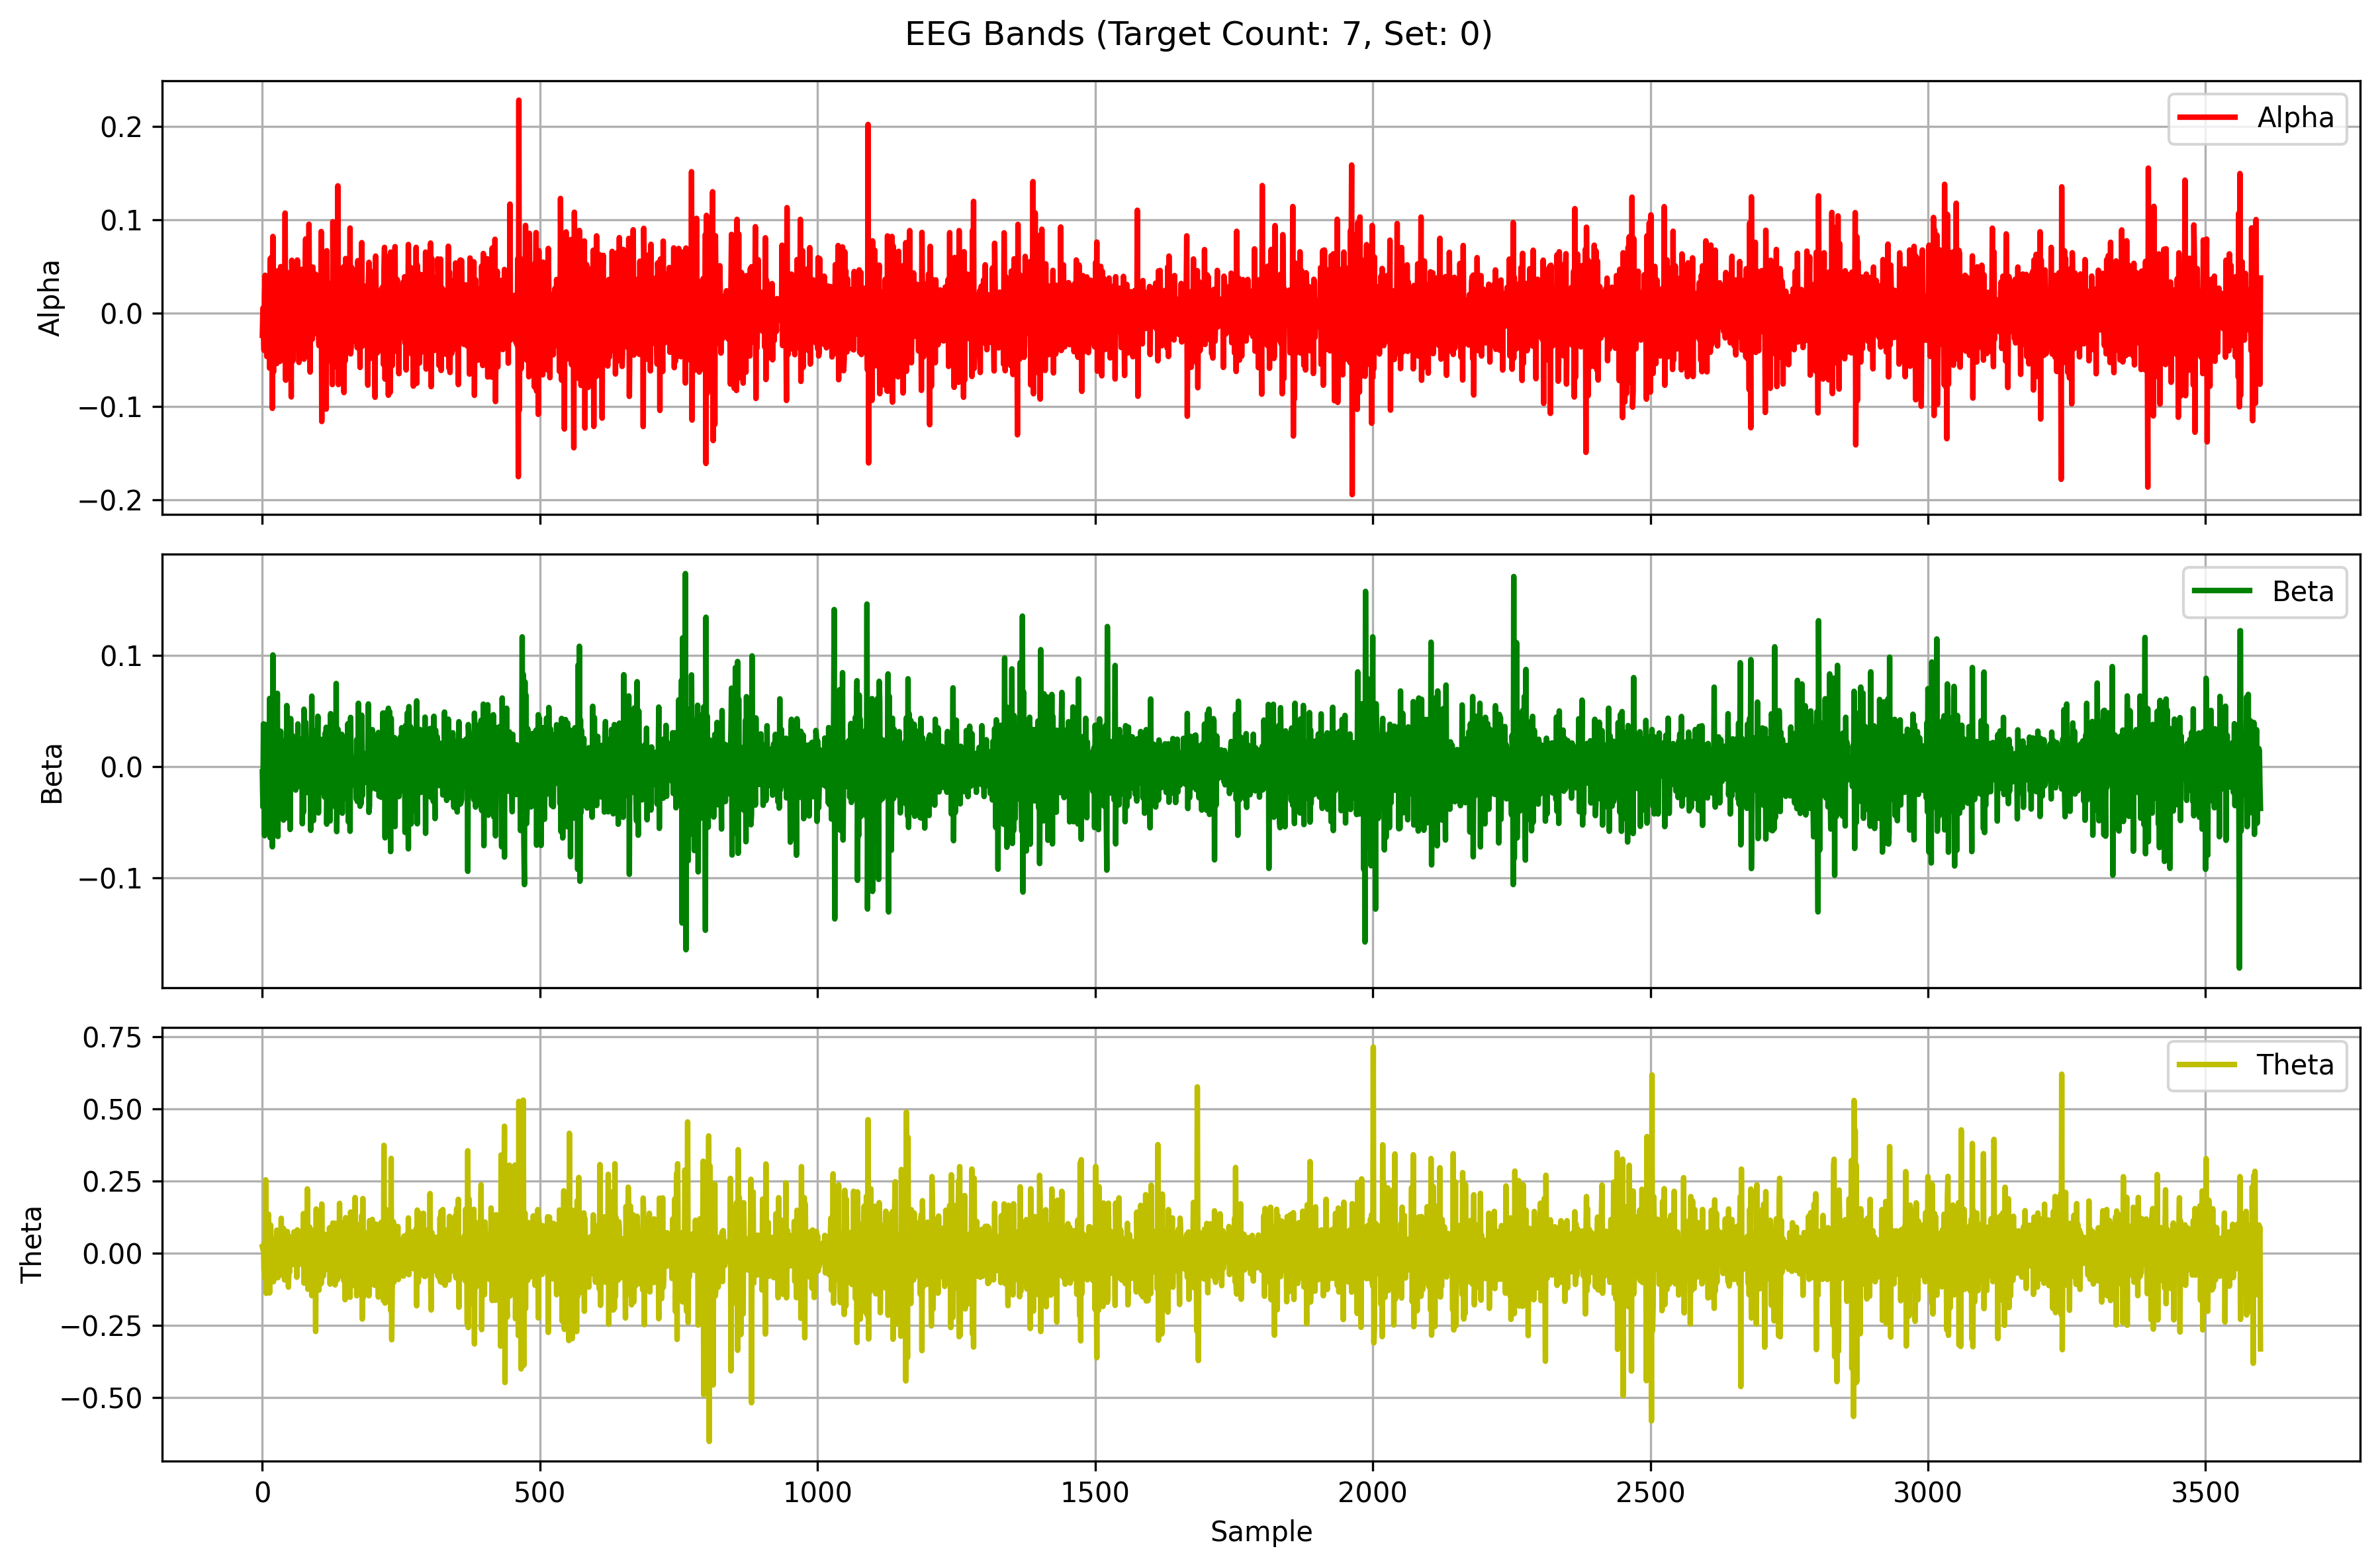 EEG Bands (Target Count: 7, Set: 0)
Alpha
0.2
0.1
0.0
−0.1
−0.2
Alpha
Beta
0.1
0.0
−0.1
Beta
Theta
0.75
0.50
0.25
0.00
−0.25
−0.50
Theta
0 500 1000 1500 2000 2500 3000 3500
Sample